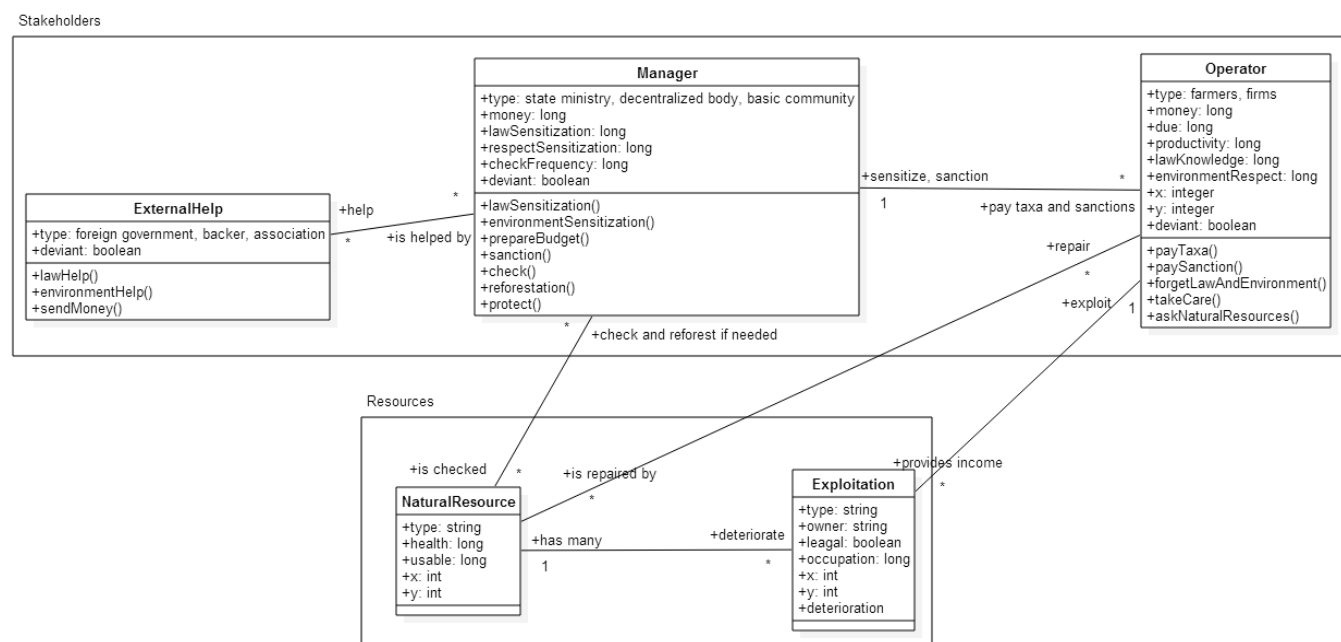 Stakeholders
Manager
+type: state ministry, decentralized body, basic community
+money: long
+lawSensitization: long
+respectSensitization: long
+checkFrequency: long
+deviant: boolean
+lawSensitization()
+environmentSensitization()
+prepareBudget()
+sanction()
+check()
+reforestation()
+protect()
Operator
+type: farmers, firms
+money: long
+due: long
+productivity: long
+lawKnowledge: long
+environmentRespect: long
+x: integer
+y: integer
+deviant: boolean
+payTaxa()
+paySanction()
+forgetLawAndEnvironment()
+takeCare()
+askNaturalResources()
ExternalHelp
+type: foreign government, backer, association
+deviant: boolean
+lawHelp()
+environmentHelp()
+sendMoney()
+help
*
*
+is helped by
+sensitize, sanction
*
1
+pay taxa and sanctions
+repair
*
+exploit
1
*
+check and reforest if needed
Resources
+is checked
*
+is repaired by
*
+provides income
*
NaturalResource
+type: string
+health: long
+usable: long
+x: int
+y: int
+has many
1
+deteriorate
*
Exploitation
+type: string
+owner: string
+leagal: boolean
+occupation: long
+x: int
+y: int
+deterioration